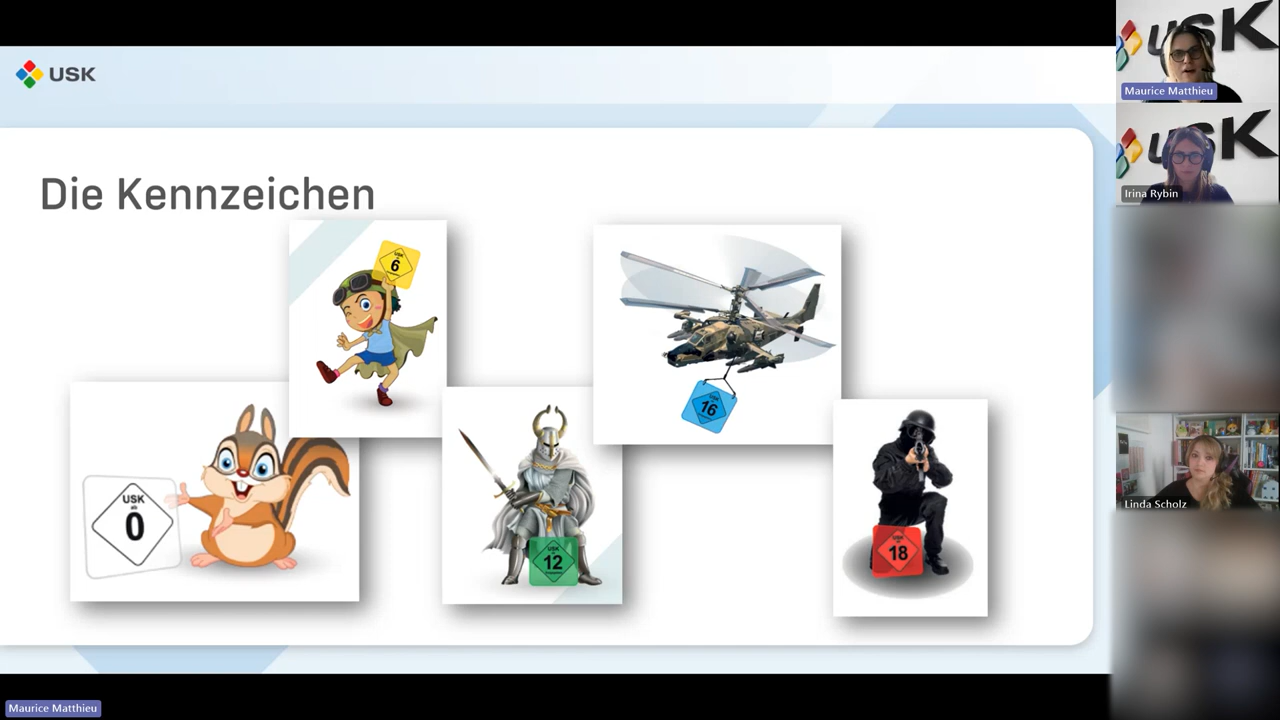 USK
Die Kennzeichen
USK
6
USK
16
USK
ab
0
USK
12
USK
18
USK
Maurice Matthieu
USK
Irina Rybin
Linda Scholz
Maurice Matthieu